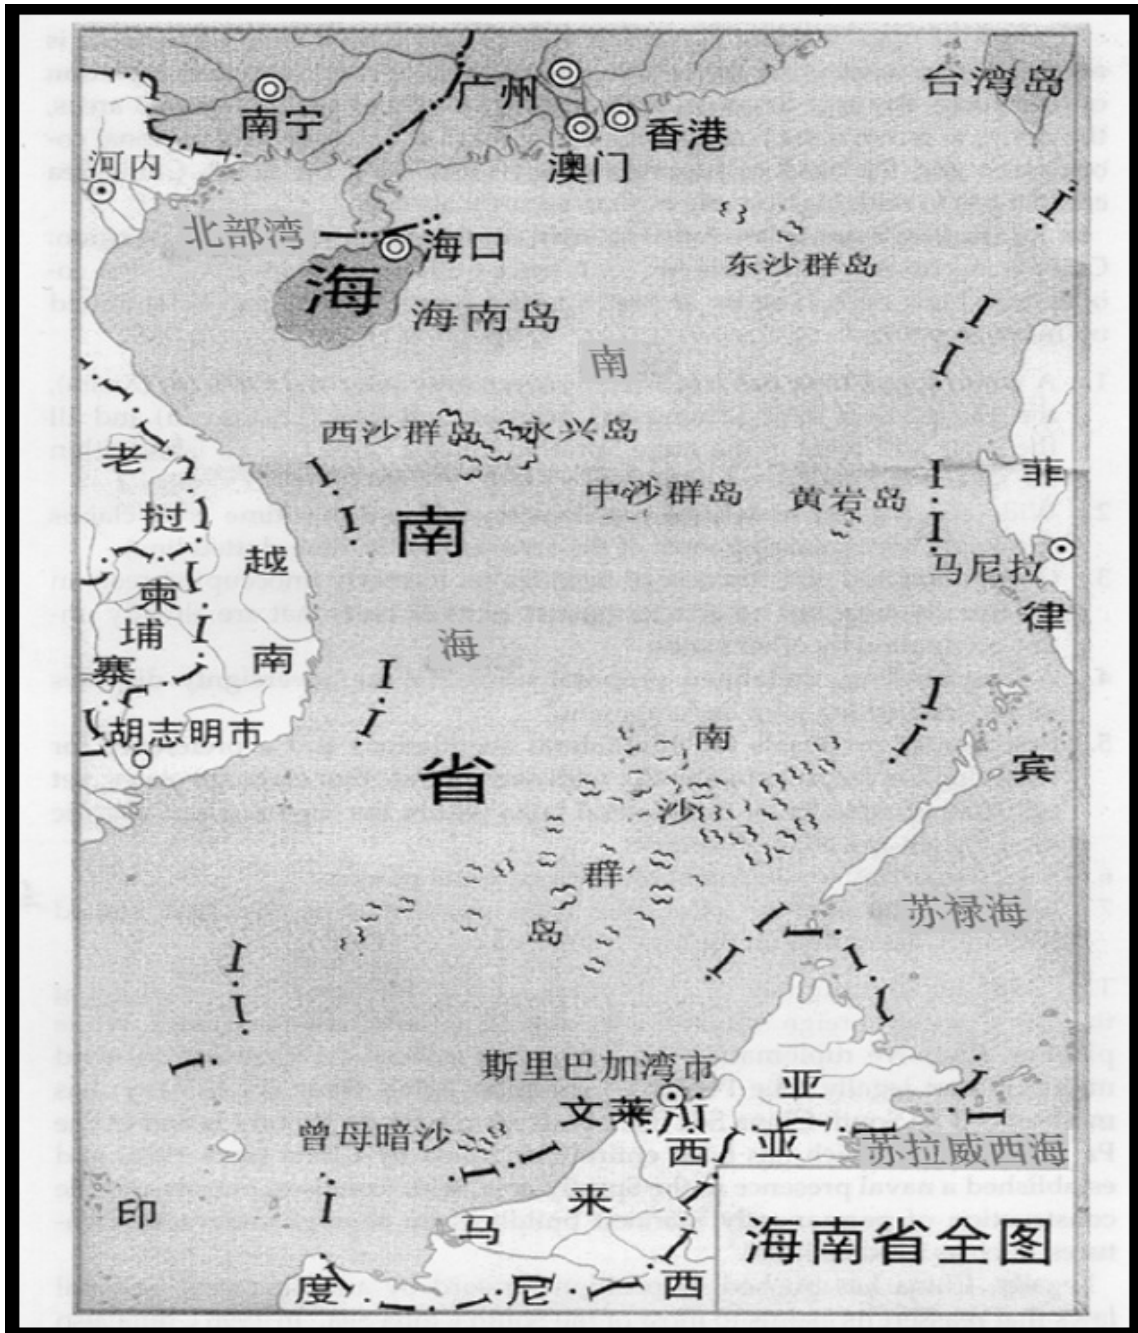 台湾岛
广州
南宁
香港
澳门
河内
北部湾
海口
东沙群岛
海南岛
海南省
南海
西沙群岛
永兴岛
中沙群岛
黄岩岛
老挝
越南
柬埔寨
马尼拉
菲律宾
胡志明市
南沙群岛
苏禄海
斯里巴加湾市
文莱
曾母暗沙
马来西亚
苏拉威西海
印度尼西亚
海南省全图